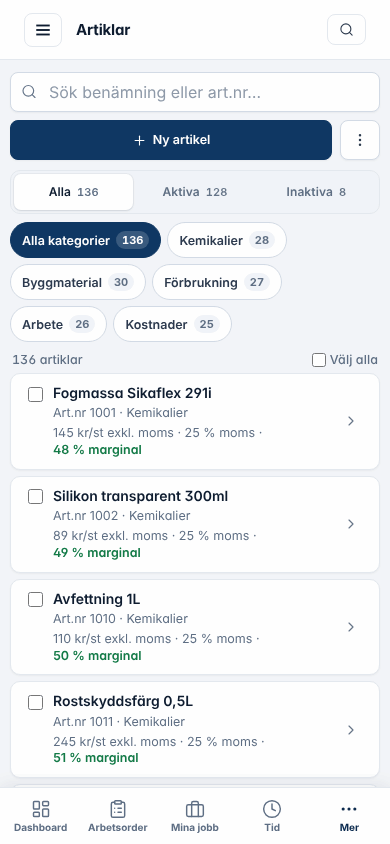 Artiklar
Sök benämning eller art.nr...
Ny artikel
Alla 136
Aktiva 128
Inaktiva 8
Alla kategorier 136
Kemikalier 28
Byggmaterial 30
Förbrukning 27
Arbete 26
Kostnader 25
136 artiklar
Välj alla
Fogmassa Sikaflex 291i
Art.nr 1001 · Kemikalier
145 kr/st exkl. moms · 25 % moms ·
48 % marginal
Silikon transparent 300ml
Art.nr 1002 · Kemikalier
89 kr/st exkl. moms · 25 % moms ·
49 % marginal
Avfettning 1L
Art.nr 1010 · Kemikalier
110 kr/st exkl. moms · 25 % moms ·
50 % marginal
Rostskyddsfärg 0,5L
Art.nr 1011 · Kemikalier
245 kr/st exkl. moms · 25 % moms ·
51 % marginal
Dashboard
Arbetsorder
Mina jobb
Tid
Mer